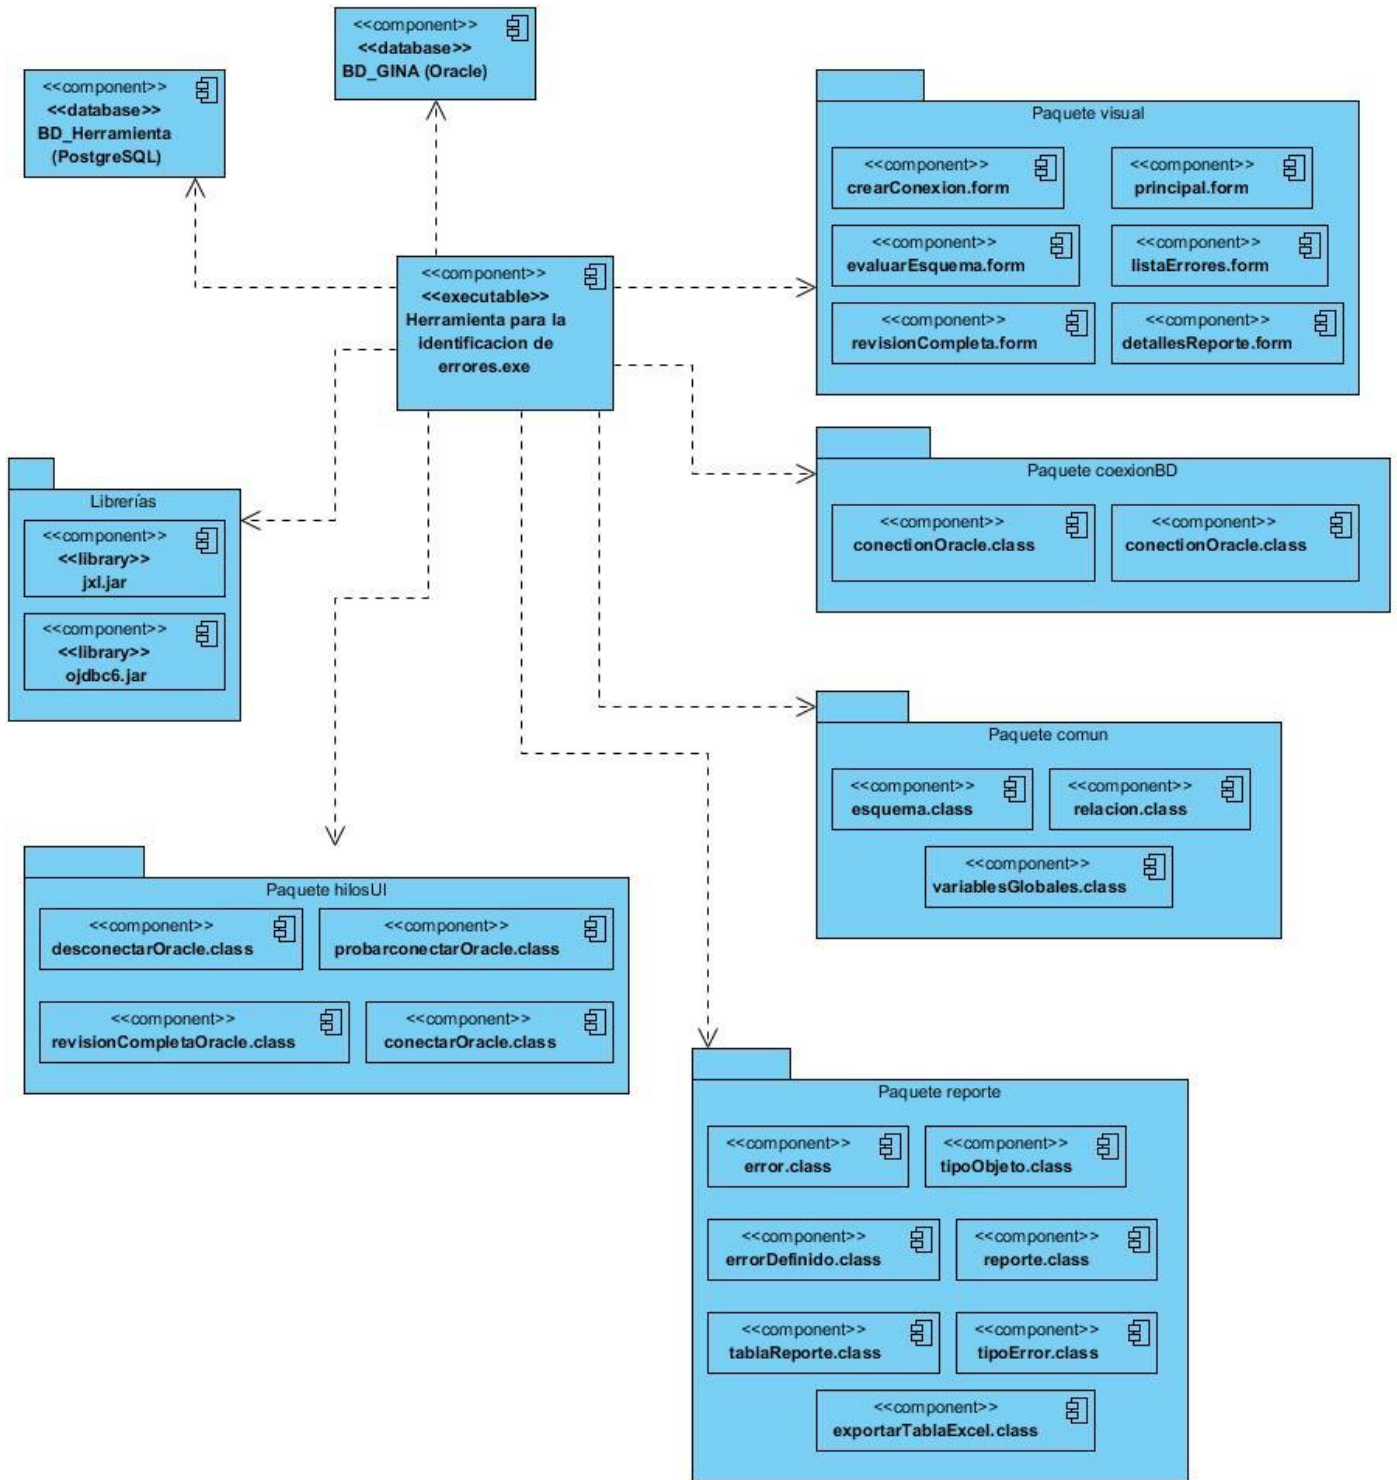 <<component>>
<<database>>
BD_GINA (Oracle)
<<component>>
<<database>>
BD_Herramienta
(PostgreSQL)
<<component>>
<<executable>>
Herramienta para la
identificacion de
errores.exe
Paquete visual
<<component>>
crearConexion.form
<<component>>
principal.form
<<component>>
evaluarEsquema.form
<<component>>
listaErrores.form
<<component>>
revisionCompleta.form
<<component>>
detallesReporte.form
Paquete coexionBD
<<component>>
conectionOracle.class
<<component>>
conectionOracle.class
Librerías
<<component>>
<<library>>
jxl.jar
<<component>>
<<library>>
ojdbc6.jar
Paquete comun
<<component>>
esquema.class
<<component>>
relacion.class
<<component>>
variablesGlobales.class
Paquete hilosUI
<<component>>
desconectarOracle.class
<<component>>
probarconectarOracle.class
<<component>>
revisionCompletaOracle.class
<<component>>
conectarOracle.class
Paquete reporte
<<component>>
error.class
<<component>>
tipoObjeto.class
<<component>>
errorDefinido.class
<<component>>
reporte.class
<<component>>
tablaReporte.class
<<component>>
tipoError.class
<<component>>
exportarTablaExcel.class